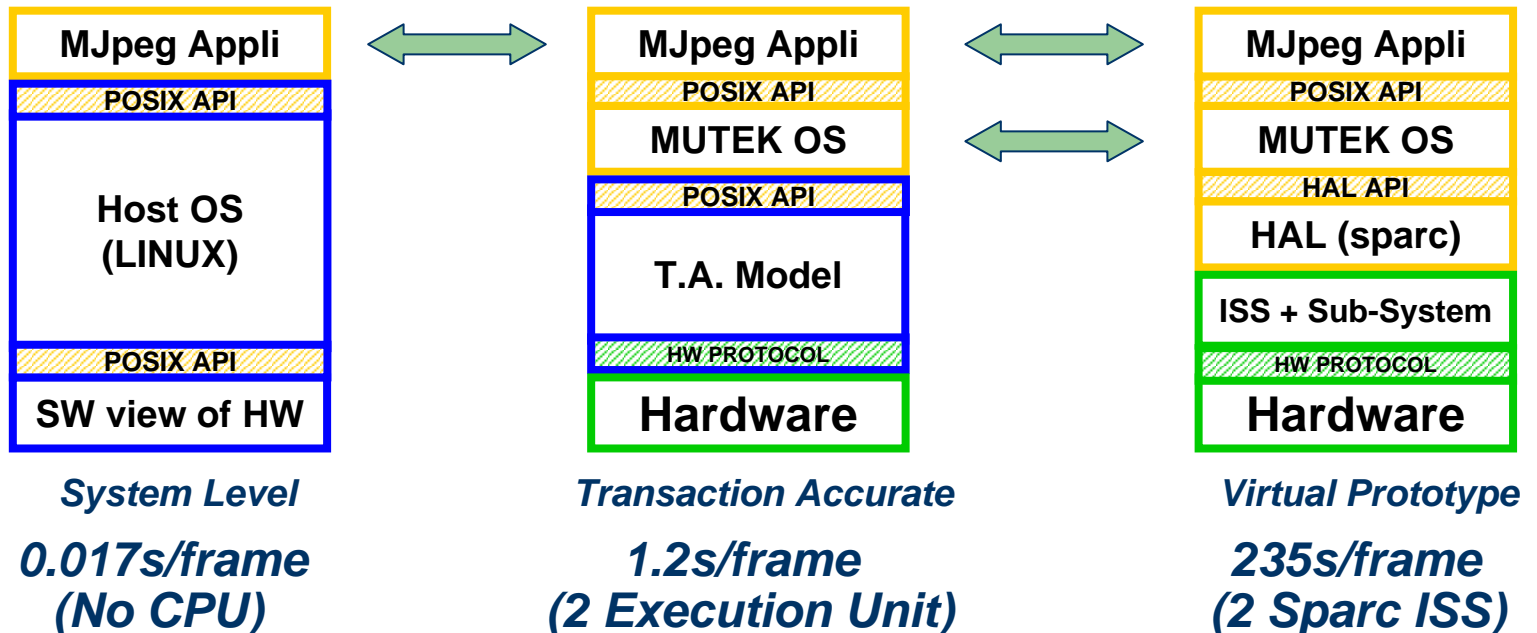 MJpeg Appli
POSIX API
Host OS
(LINUX)
POSIX API
SW view of HW
System Level
0.017s/frame
(No CPU)
MJpeg Appli
POSIX API
MUTEK OS
POSIX API
T.A. Model
HW PROTOCOL
Hardware
Transaction Accurate
1.2s/frame
(2 Execution Unit)
MJpeg Appli
POSIX API
MUTEK OS
HAL API
HAL (sparc)
ISS + Sub-System
HW PROTOCOL
Hardware
Virtual Prototype
235s/frame
(2 Sparc ISS)